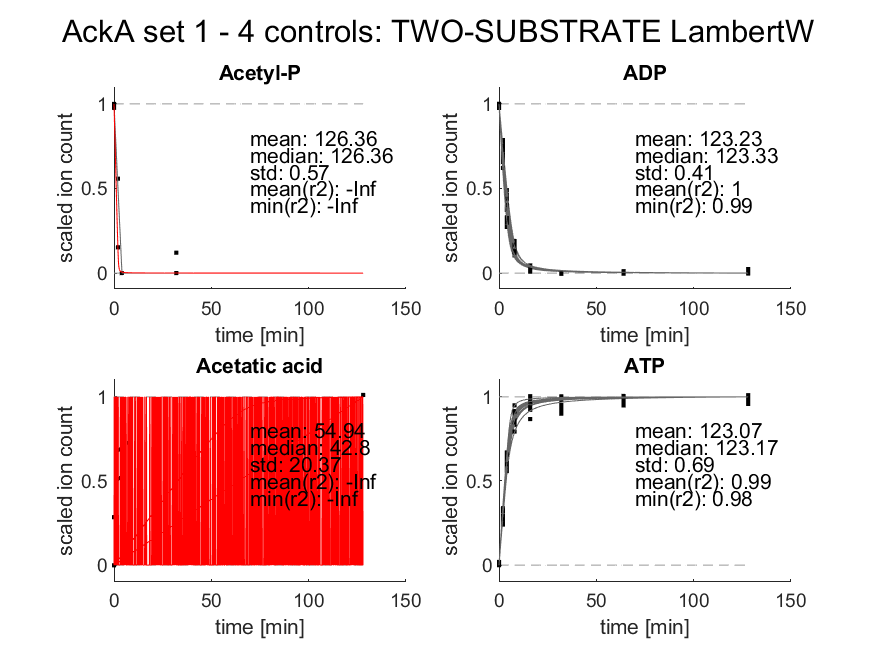 AckA set 1 - 4 controls: TWO-SUBSTRATE LambertW
Acetyl-P
scaled ion count
1
0.5
0
mean: 126.36
median: 126.36
std: 0.57
mean(r2): -Inf
min(r2): -Inf
0
50
100
150
time [min]
ADP
scaled ion count
1
0.5
0
mean: 123.23
median: 123.33
std: 0.41
mean(r2): 1
min(r2): 0.99
0
50
100
150
time [min]
Acetatic acid
scaled ion count
1
0.5
0
mean: 54.94
median: 42.8
std: 20.37
mean(r2): -Inf
min(r2): -Inf
0
50
100
150
time [min]
ATP
scaled ion count
1
0.5
0
mean: 123.07
median: 123.17
std: 0.69
mean(r2): 0.99
min(r2): 0.98
0
50
100
150
time [min]